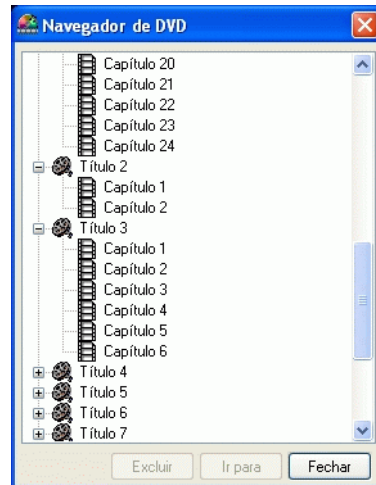 Navegador de DVD
Capítulo 20
Capítulo 21
Capítulo 22
Capítulo 23
Capítulo 24
Título 2
Capítulo 1
Capítulo 2
Título 3
Capítulo 1
Capítulo 2
Capítulo 3
Capítulo 4
Capítulo 5
Capítulo 6
Título 4
Título 5
Título 6
Título 7
Excluir Ir para Fechar